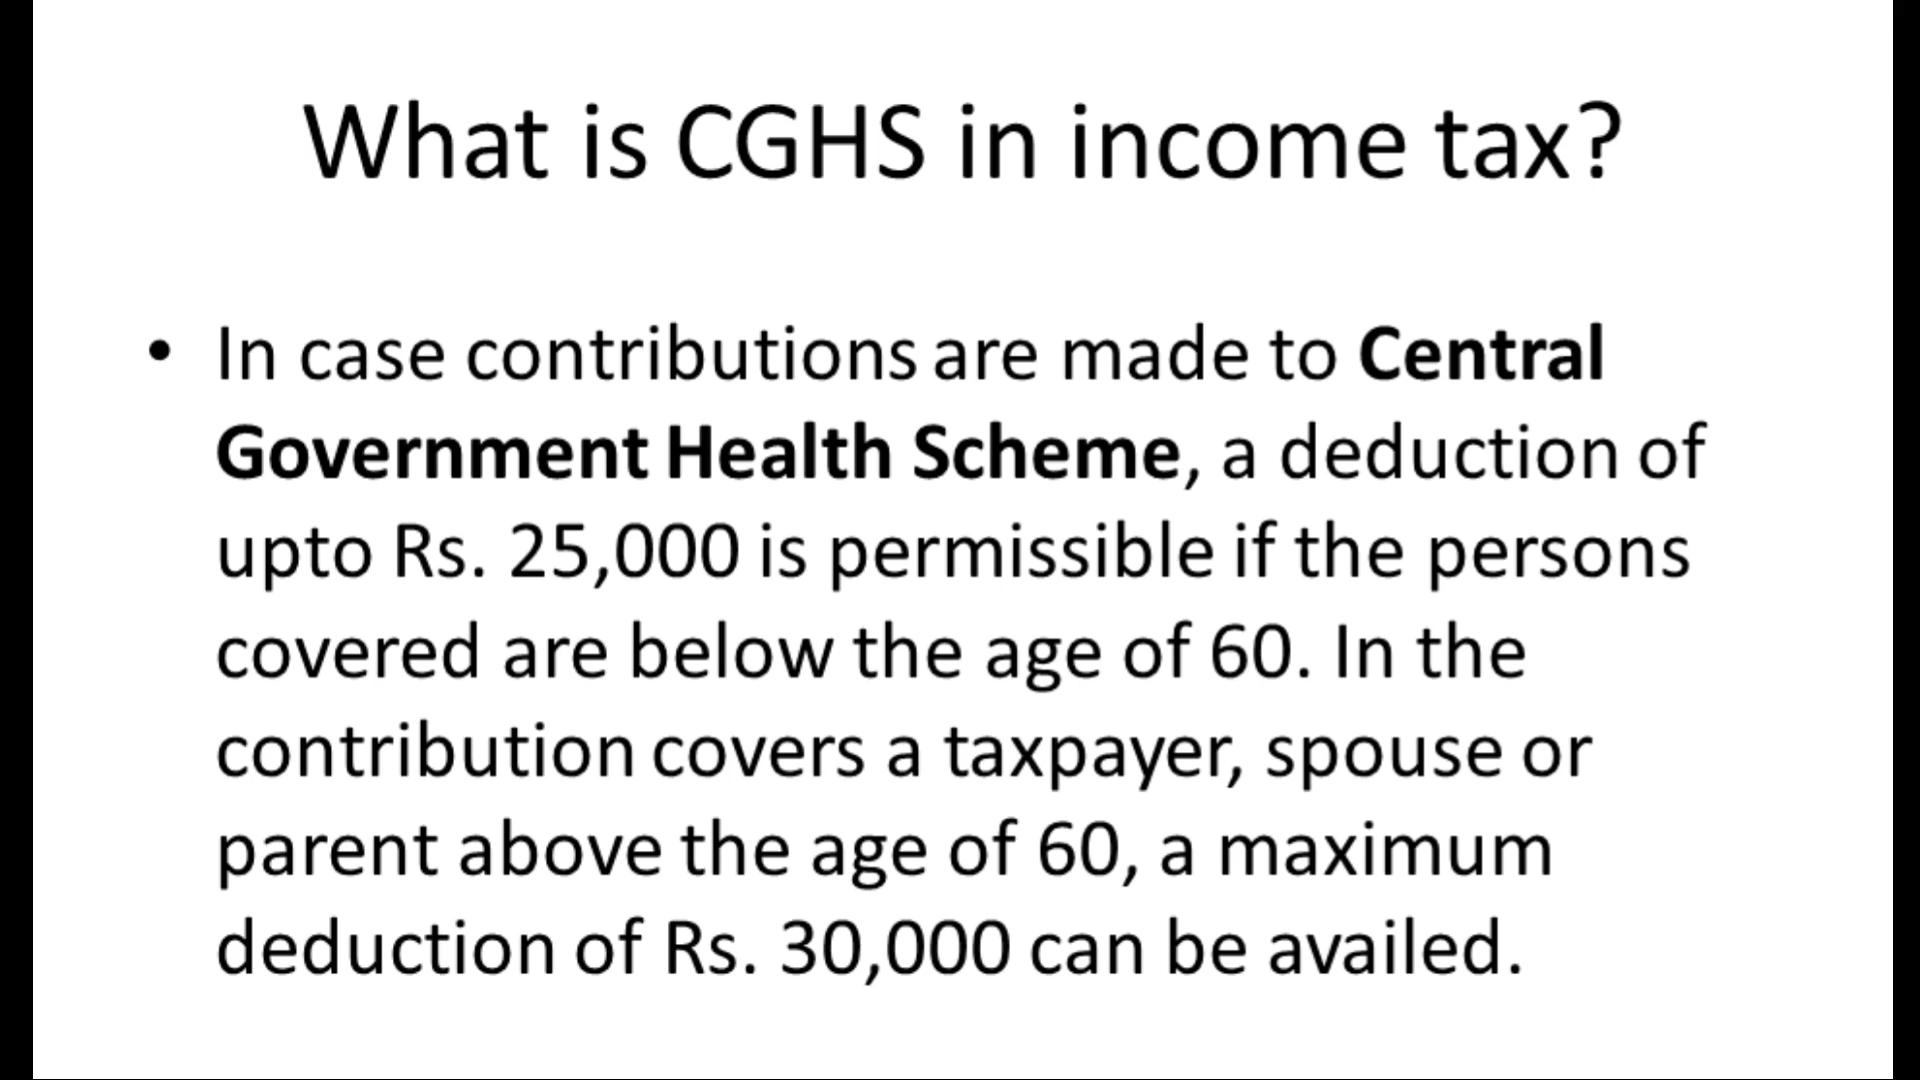 What is CGHS in income tax?
• In case contributions are made to Central
Government Health Scheme, a deduction of
upto Rs. 25,000 is permissible if the persons
covered are below the age of 60. In the
contribution covers a taxpayer, spouse or
parent above the age of 60, a maximum
deduction of Rs. 30,000 can be availed.